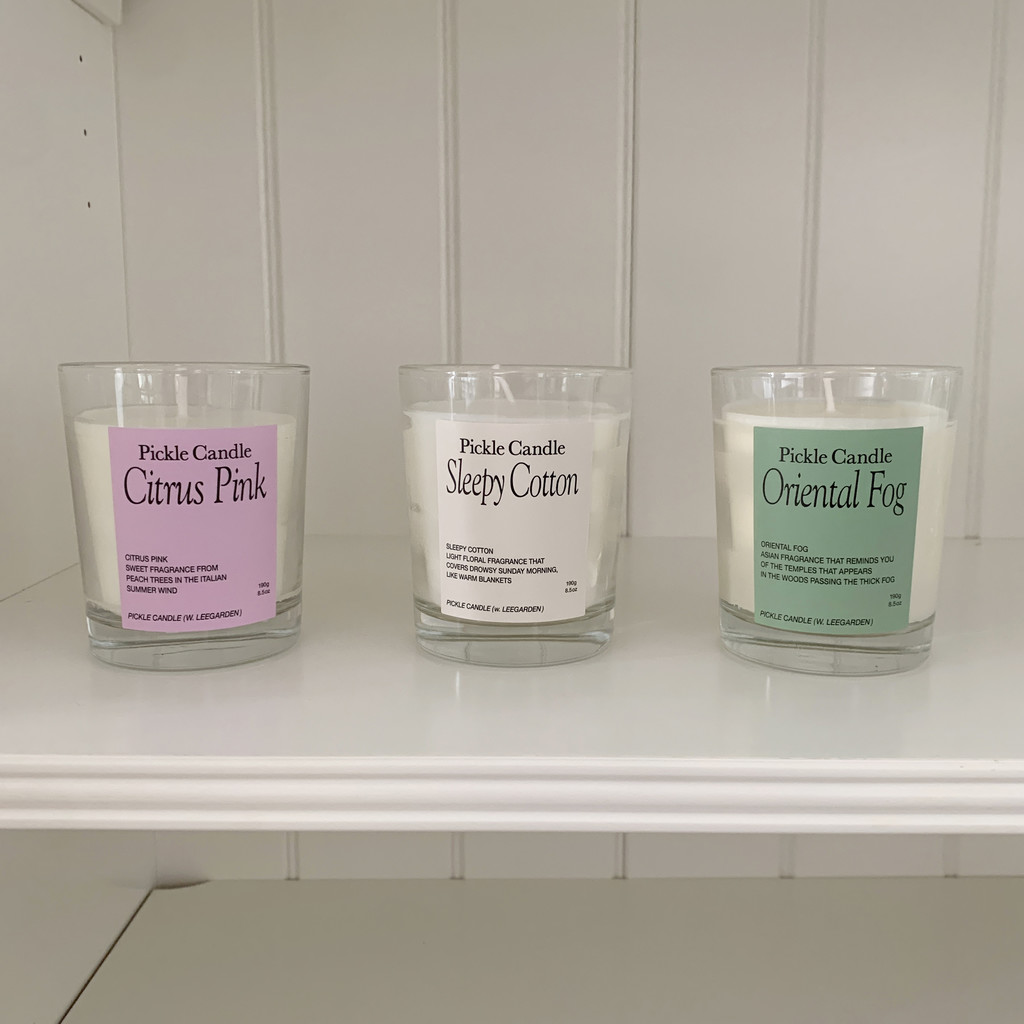 Pickle Candle
Citrus Pink
CITRUS PINK
SWEET FRAGRANCE FROM
PEACH TREES IN THE ITALIAN
SUMMER WIND
190g
8.5oz
PICKLE CANDLE (W. LEEGARDEN)
Pickle Candle
Sleepy Cotton
SLEEPY COTTON
LIGHT FLORAL FRAGRANCE THAT
COVERS DROWSY SUNDAY MORNING,
LIKE WARM BLANKETS
190g
8.5oz
PICKLE CANDLE (w. LEEGARDEN)
Pickle Candle
Oriental Fog
ORIENTAL FOG
ASIAN FRAGRANCE THAT REMINDS YOU
OF THE TEMPLES THAT APPEARS
IN THE WOODS PASSING THE THICK FOG
190g
8.5oz
PICKLE CANDLE (w. LEEGARDEN)